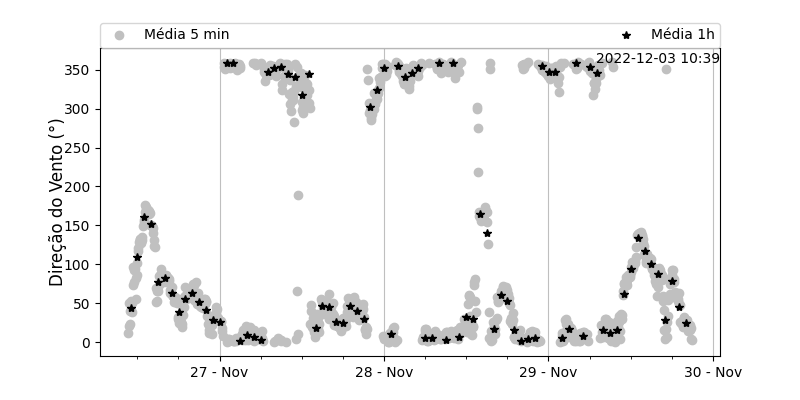 Média 5 min
Média 1h
2022-12-03 10:39
Direção do Vento (°)
350
300
250
200
150
100
50
0
27 - Nov
28 - Nov
29 - Nov
30 - Nov